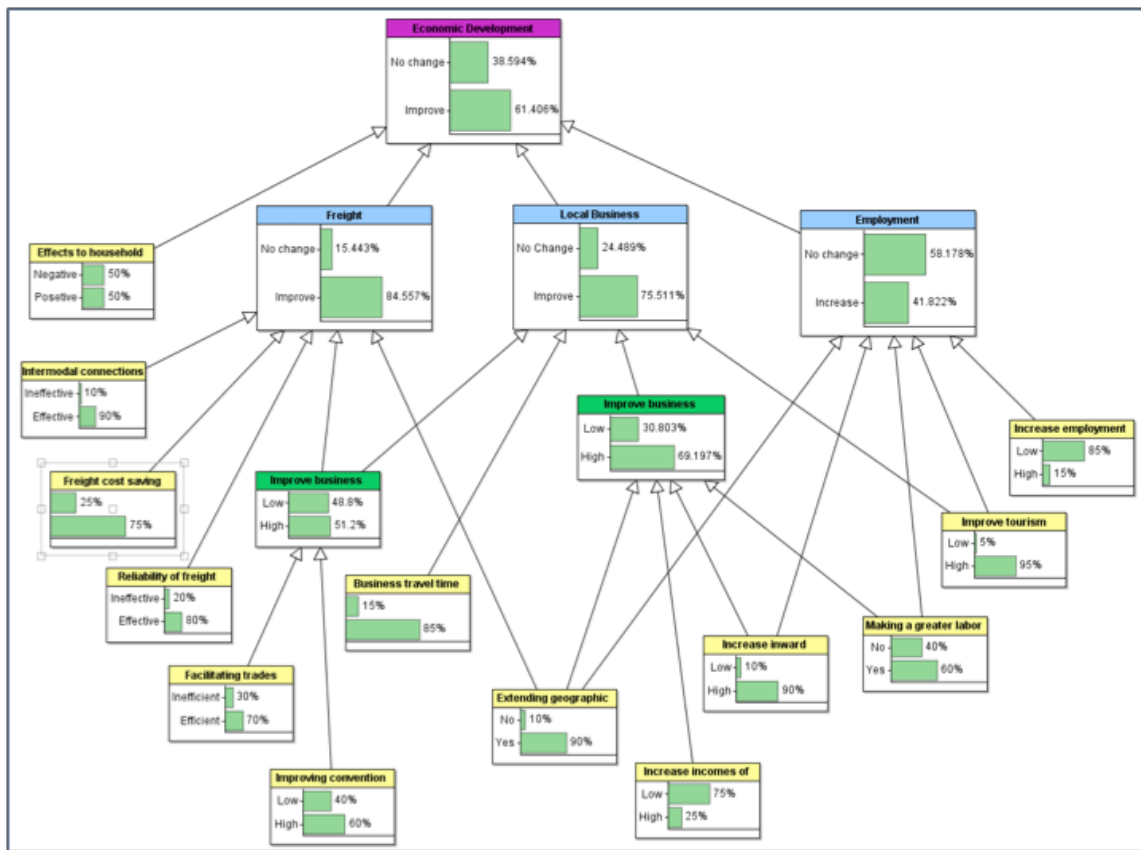 Economic Development
No change 38.594%
Improve 61.406%
Freight
No change 15.443%
Improve 84.557%
Local Business
No Change 24.489%
Improve 75.511%
Employment
No change 58.178%
Increase 41.822%
Effects to household
Negative 50%
Posetive 50%
Intermodal connections
Ineffective 10%
Effective 90%
Improve business
Low 30.803%
High 69.197%
Increase employment
Low 85%
High 15%
Freight cost saving
25%
75%
Improve business
Low 48.8%
High 51.2%
Improve tourism
Low 5%
High 95%
Reliability of freight
Ineffective 20%
Effective 80%
Business travel time
15%
85%
Making a greater labor
No 40%
Yes 60%
Increase inward
Low 10%
High 90%
Facilitating trades
Inefficient 30%
Efficient 70%
Extending geographic
No 10%
Yes 90%
Improving convention
Low 40%
High 60%
Increase incomes of
Low 75%
High 25%